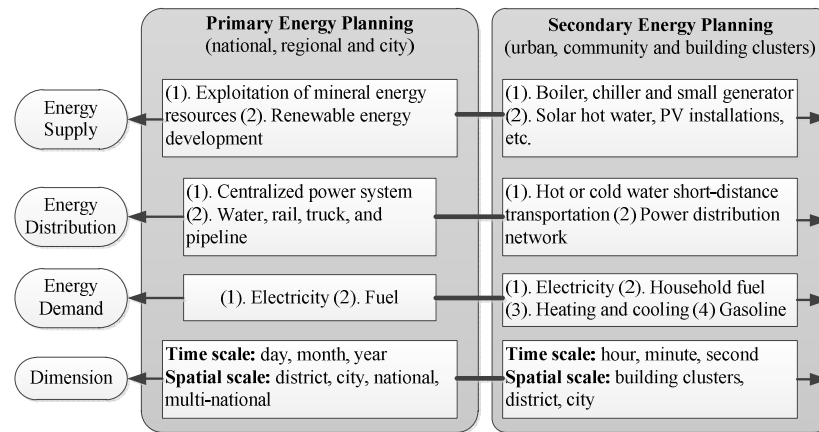 Primary Energy Planning
(national, regional and city)
Secondary Energy Planning
(urban, community and building clusters)
Energy
Supply
(1). Exploitation of mineral energy
resources (2). Renewable energy
development
(1). Boiler, chiller and small generator
(2). Solar hot water, PV installations,
etc.
Energy
Distribution
(1). Centralized power system
(2). Water, rail, truck, and
pipeline
(1). Hot or cold water short-distance
transportation (2) Power distribution
network
Energy
Demand
(1). Electricity (2). Fuel
(1). Electricity (2). Household fuel
(3). Heating and cooling (4) Gasoline
Dimension
Time scale: day, month, year
Spatial scale: district, city, national,
multi-national
Time scale: hour, minute, second
Spatial scale: building clusters,
district, city